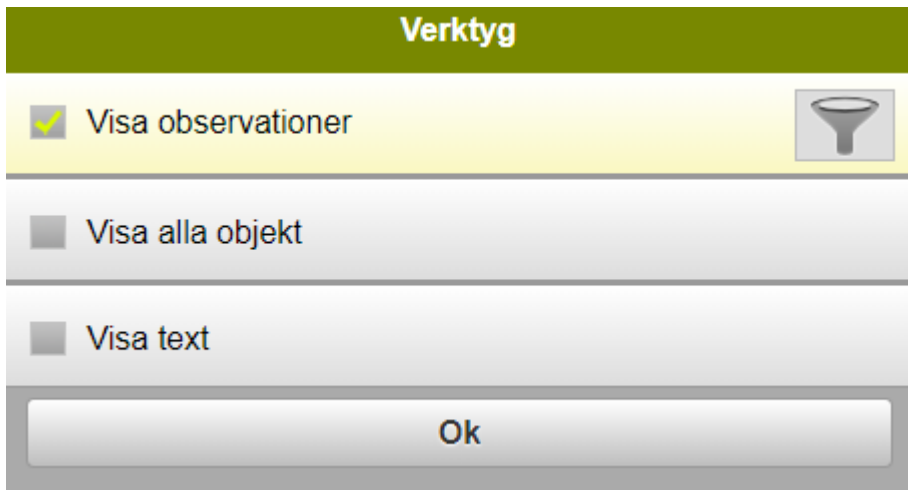 Verktyg
Visa observationer
Visa alla objekt
Visa text
Ok